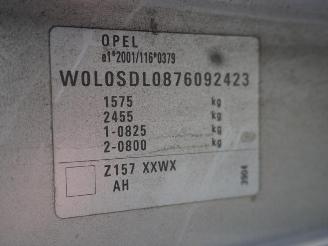 OPEL
e1*2001/116*0379
W0L0SDL0876092423
1575 kg
2455 kg
1-0825 kg
2-0800 kg
Z157 XXWX
AH
3904